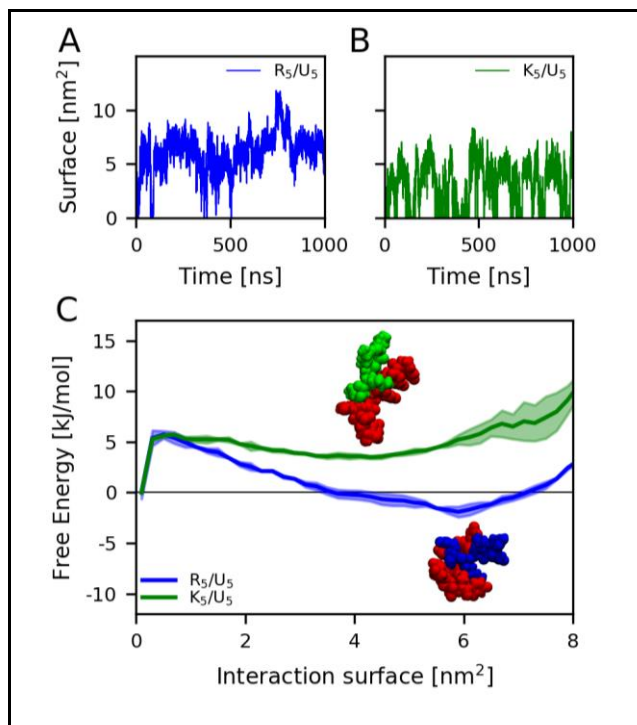 A
B
R₅/U₅
K₅/U₅
Surface [nm²]
10
5
0
0
500
1000
0
500
1000
Time [ns]
Time [ns]
C
Free Energy [kJ/mol]
15
10
5
0
-5
-10
R₅/U₅
K₅/U₅
0
2
4
6
8
Interaction surface [nm²]